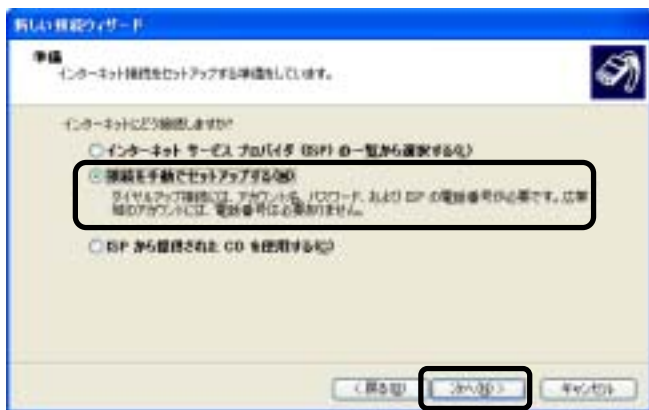 新しい接続ウィザード
準備
インターネット接続をセットアップする準備をしています。
インターネットにどう接続しますか?
インターネット サービス プロバイダ (ISP) の一覧から選択する(L)
接続を手動でセットアップする(M)
ダイヤルアップ接続には、アカウント名、パスワード、および ISP の電話番号が必要です。広帯
域のアカウントには、電話番号は必要ありません。
ISP から提供された CD を使用する(C)
< 戻る(B)
次へ(N) >
キャンセル